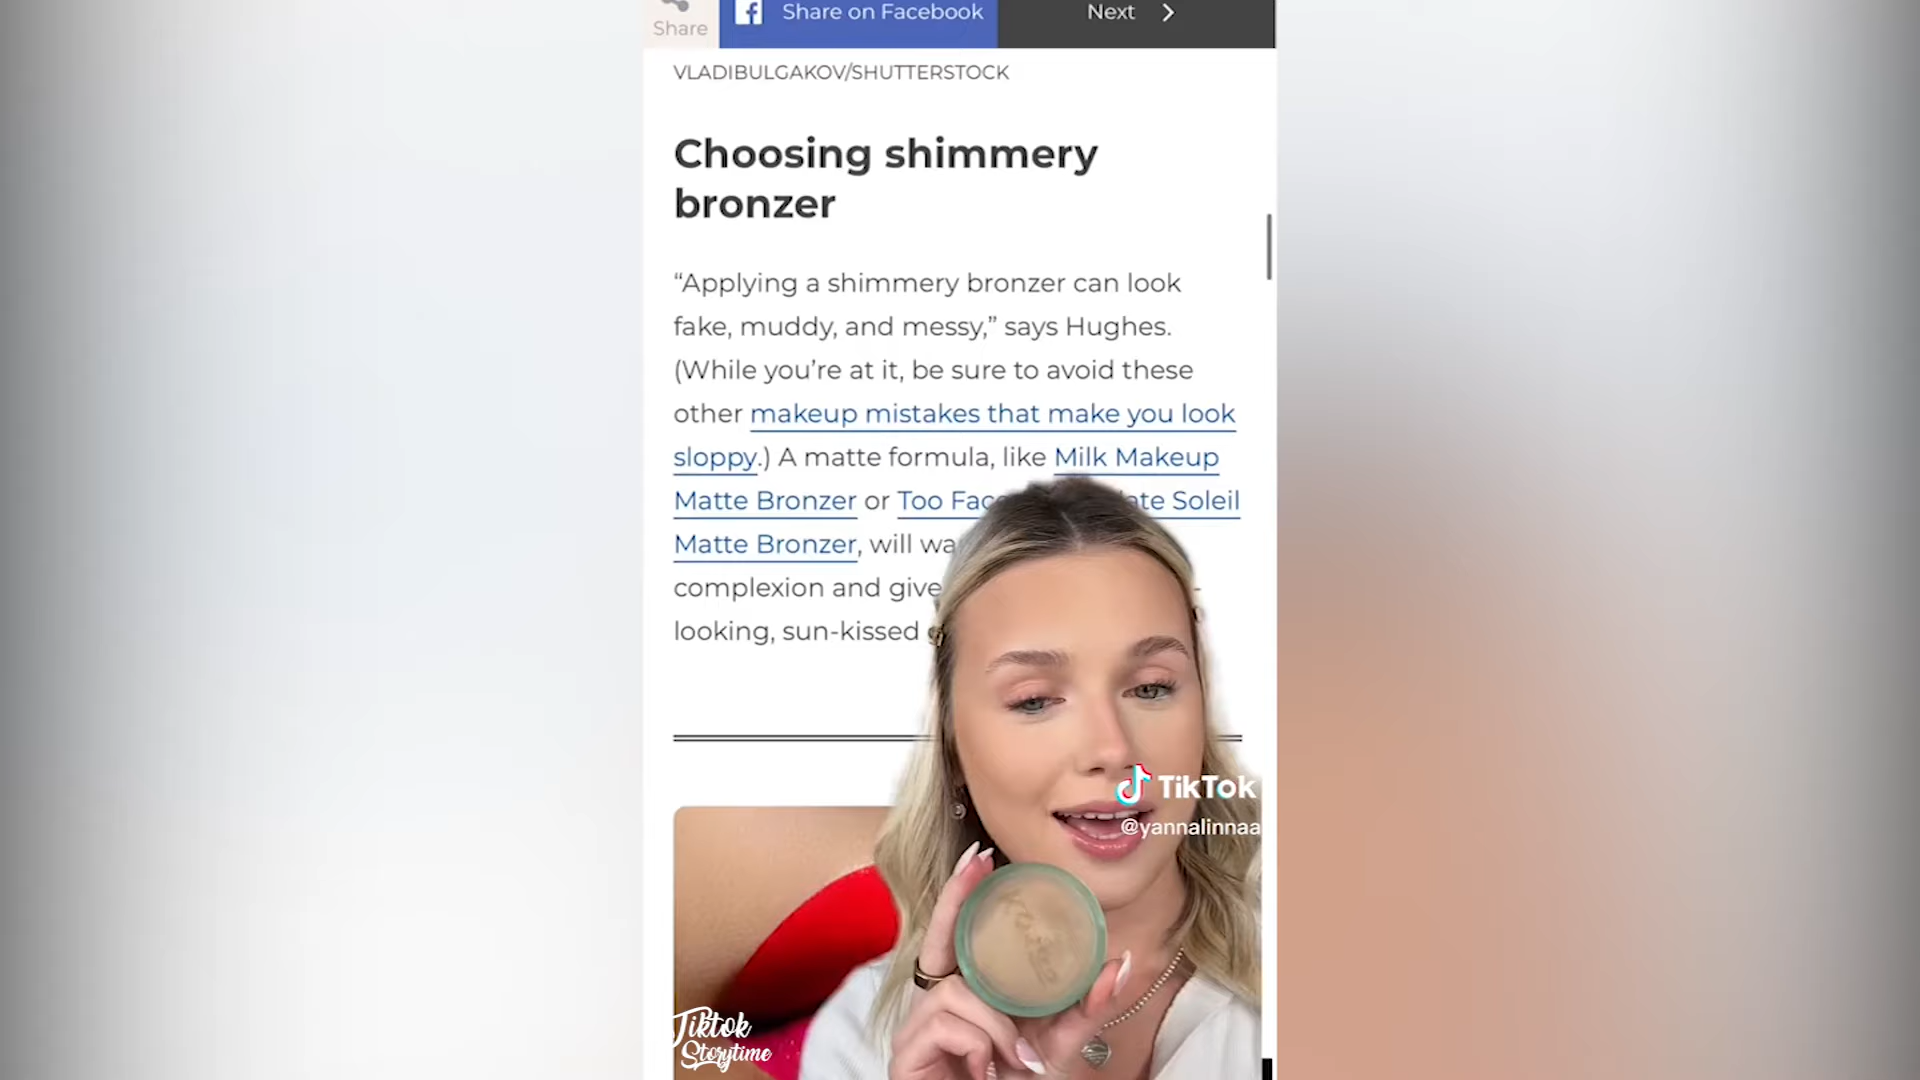 Share
Share on Facebook
Next
VLADIBULGAKOV/SHUTTERSTOCK
Choosing shimmery
bronzer
“Applying a shimmery bronzer can look
fake, muddy, and messy,” says Hughes.
(While you’re at it, be sure to avoid these
other makeup mistakes that make you look
sloppy.) A matte formula, like Milk Makeup
Matte Bronzer or Too Soleil
Matte Bronzer, will
complexion and give
looking, sun-kissed
TikTok
@yannalinnaa
Tiktok
Storytime